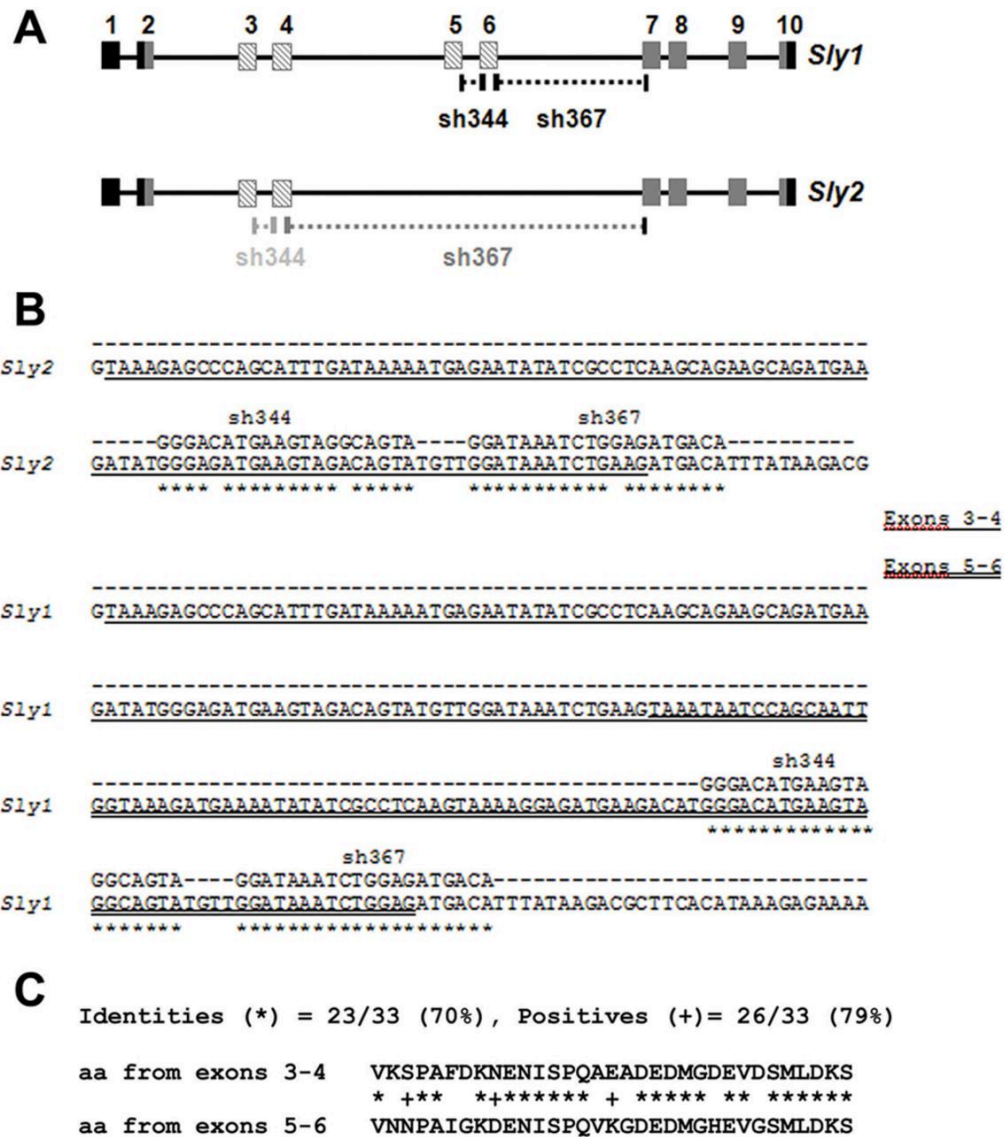 A
1 2 3 4 5 6 7 8 9 10
Sly1
sh344 sh367
Sly2
sh344 sh367
B
------------------------------------------------------------
Sly2 GTAAAGAGCCCAGCATTTGATAAAAATGAGAATATATCGCCTCAAGCAGAAGCAGATGAA
sh344 sh367
-----GGGACATGAAGTAGGCAGTA----GGATAAATCTGGAGATGACA----------
Sly2 GATATGGGAGATGAAGTAGACAGTATGTTGGATAAATCTGAAGATGACATTTATAAGACG
**** ********* ***** *********** ********
Exons 3-4
Exons 5-6
------------------------------------------------------------
Sly1 GTAAAGAGCCCAGCATTTGATAAAAATGAGAATATATCGCCTCAAGCAGAAGCAGATGAA
------------------------------------------------------------
Sly1 GATATGGGAGATGAAGTAGACAGTATGTTGGATAAATCTGAAGTAAATAATCCAGCAATT
sh344
-----------------------------------------------GGGACATGAAGTA
Sly1 GGTAAAGATGAAAATATATCGCCTCAAGTAAAAGGAGATGAAGACATGGGACATGAAGTA
*************
sh367
GGCAGTA----GGATAAATCTGGAGATGACA-----------------------------
Sly1 GGCAGTATGTTGGATAAATCTGGAGATGACATTTATAAGACGCTTCACATAAAGAGAAAA
******* ********************
C
Identities (*) = 23/33 (70%), Positives (+)= 26/33 (79%)
aa from exons 3-4 VKSPAFDKNENISPQAEADEDMGDEVDSMLDKS
* +** *+****** + ***** ** ******
aa from exons 5-6 VNNPAIGKDENISPQVKGDEDMGHEVGSMLDKS